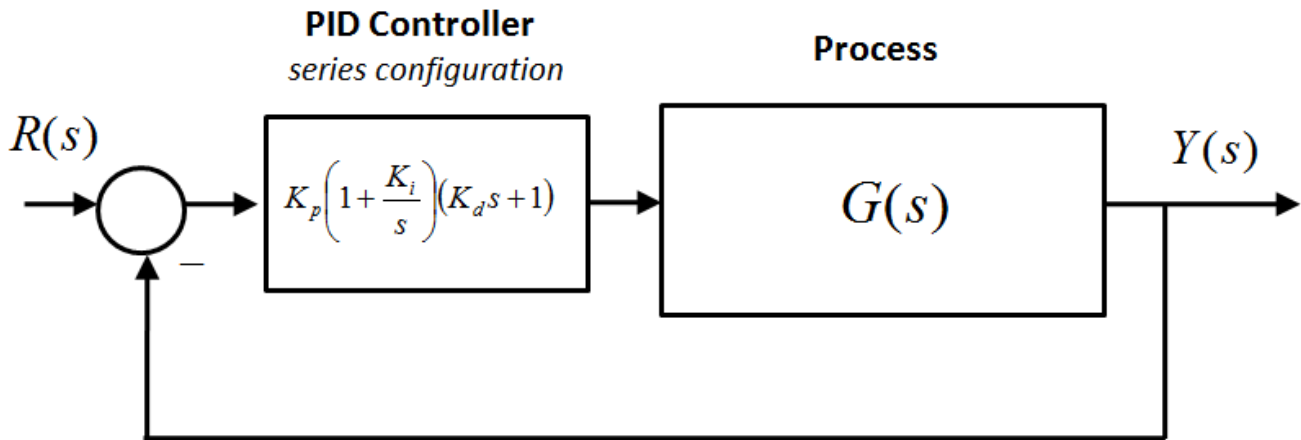 PID Controller
series configuration
Process
R(s)
K_p(1 + K_i/s)(K_d s + 1)
G(s)
Y(s)
−